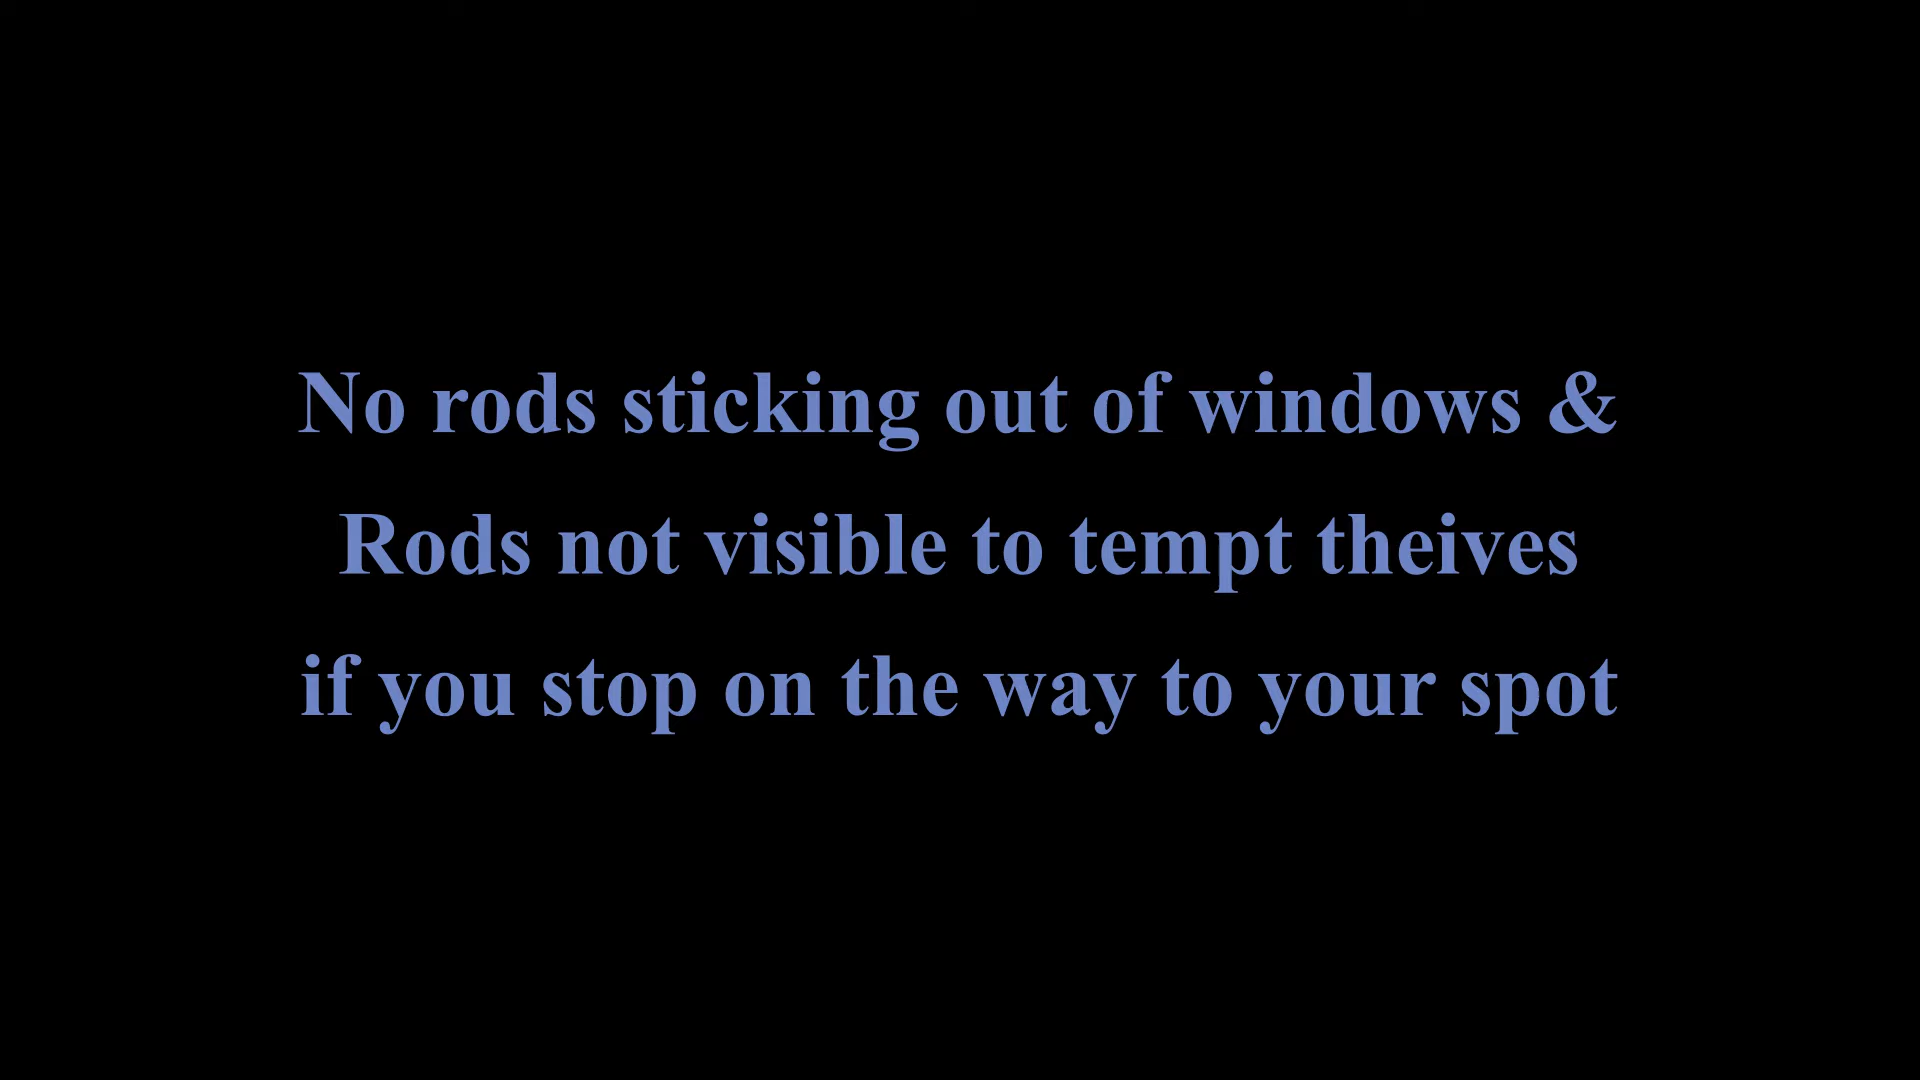 No rods sticking out of windows &
Rods not visible to tempt theives
if you stop on the way to your spot